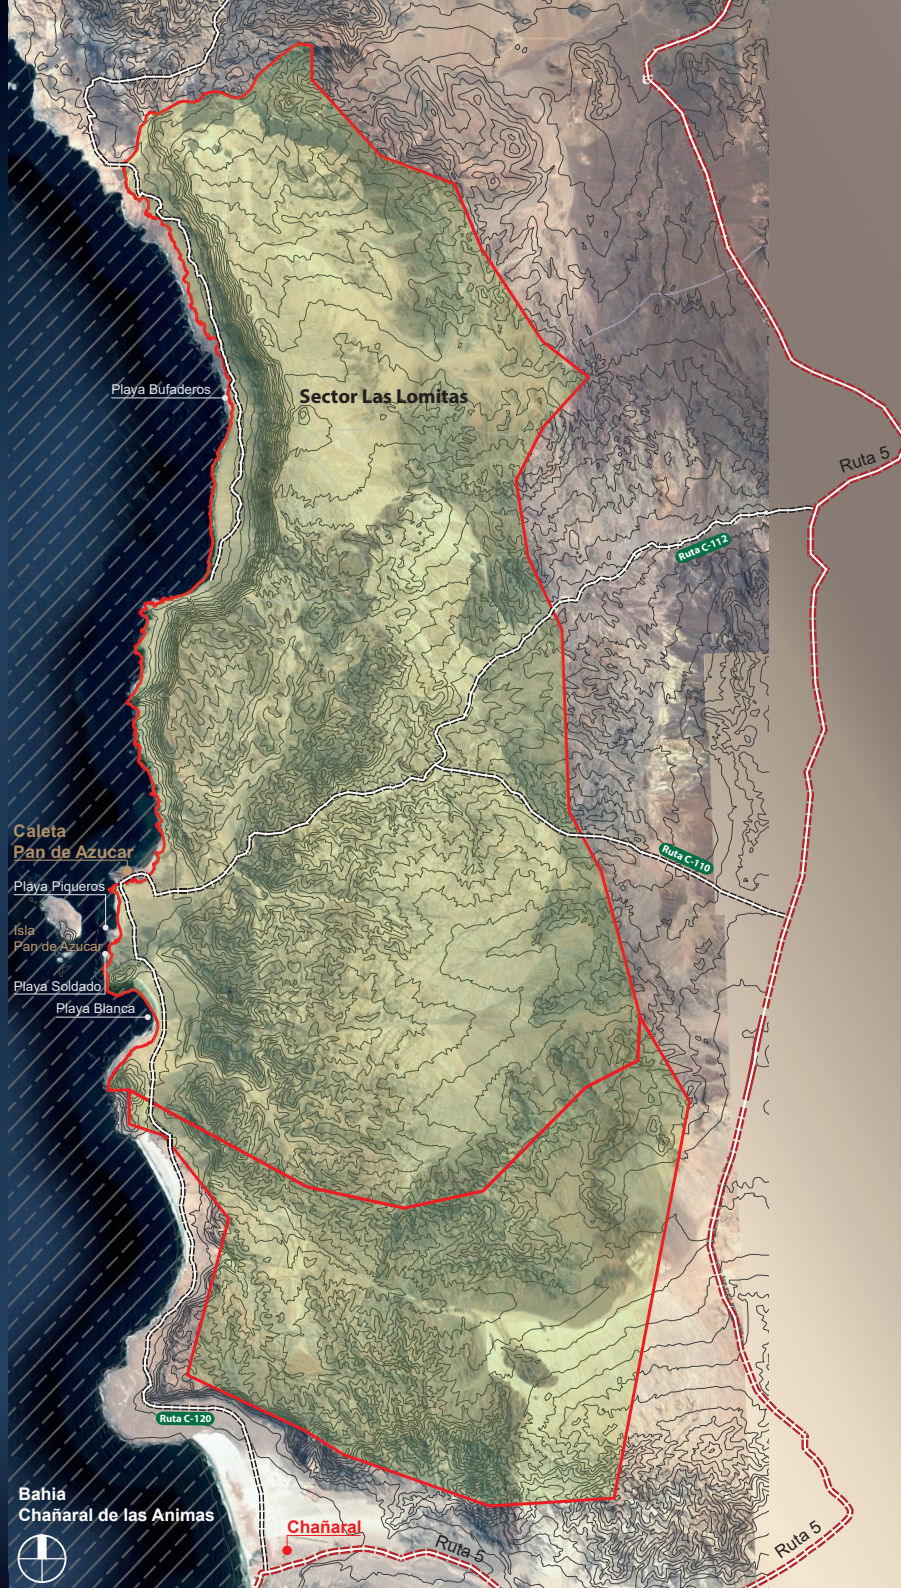 Playa Bufaderos
Sector Las Lomitas
Ruta 5
Ruta C-112
Caleta
Pan de Azucar
Ruta C-110
Playa Piqueros
Isla
Pan de Azucar
Playa Soldado
Playa Blanca
Ruta C-120
Bahia
Chañaral de las Animas
Chañaral
Ruta 5
Ruta 5